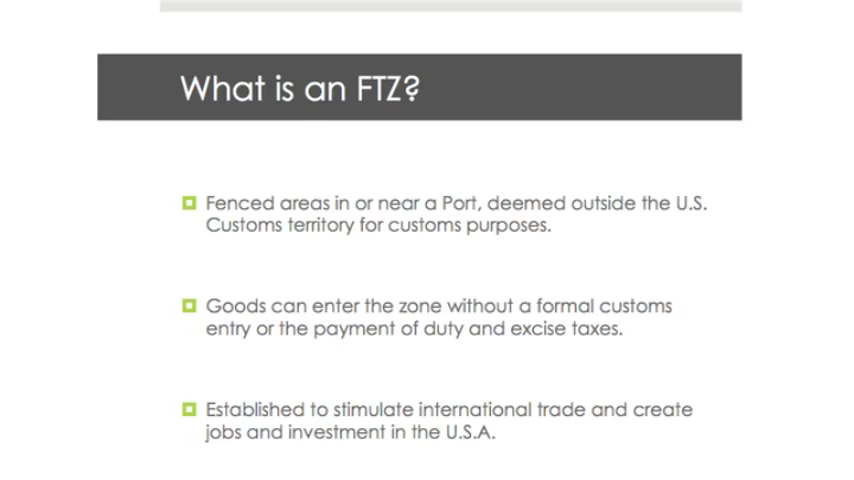 What is an FTZ?
Fenced areas in or near a Port, deemed outside the U.S.
Customs territory for customs purposes.
Goods can enter the zone without a formal customs
entry or the payment of duty and excise taxes.
Established to stimulate international trade and create
jobs and investment in the U.S.A.